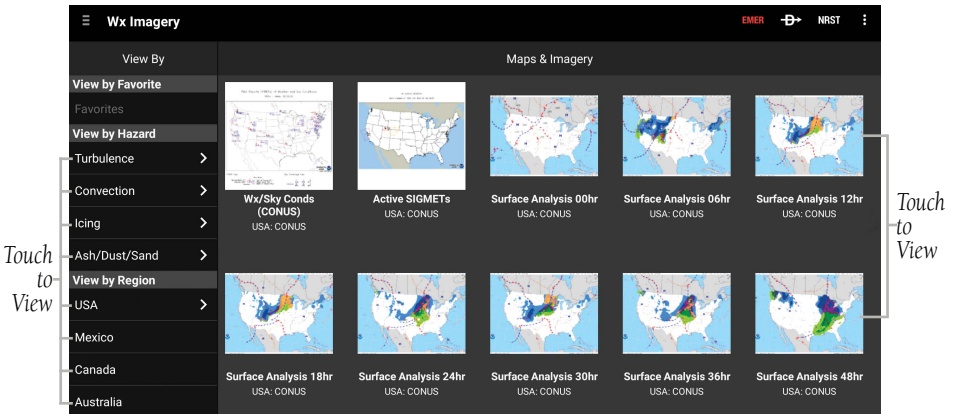 Wx Imagery
EMER
D
NRST
View By
Maps & Imagery
View by Favorite
Favorites
View by Hazard
Turbulence
Convection
Icing
Ash/Dust/Sand
View by Region
USA
Mexico
Canada
Australia
Wx/Sky Conds
(CONUS)
USA: CONUS
Active SIGMETs
USA: CONUS
Surface Analysis 00hr
USA: CONUS
Surface Analysis 06hr
USA: CONUS
Surface Analysis 12hr
USA: CONUS
Surface Analysis 18hr
USA: CONUS
Surface Analysis 24hr
USA: CONUS
Surface Analysis 30hr
USA: CONUS
Surface Analysis 36hr
USA: CONUS
Surface Analysis 48hr
USA: CONUS
Touch
to
View
Touch
to
View